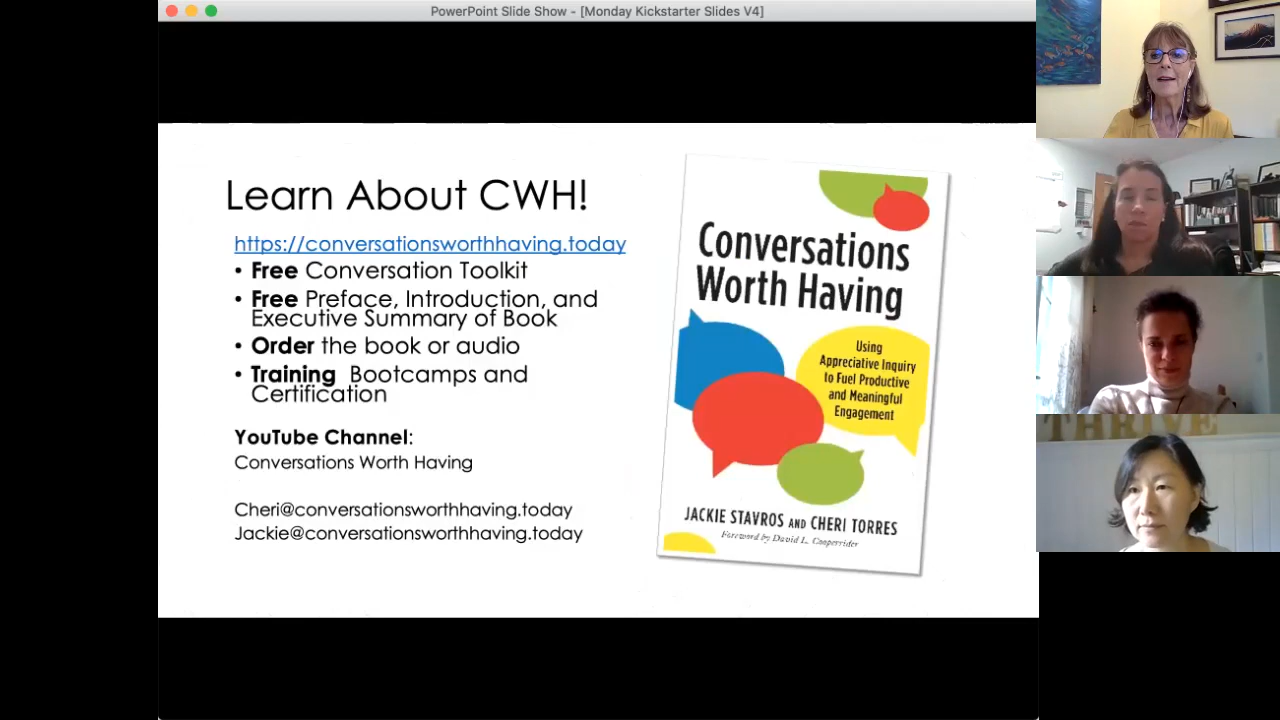 PowerPoint Slide Show - [Monday Kickstarter Slides V4]
Learn About CWH!
https://conversationsworthhaving.today
• Free Conversation Toolkit
• Free Preface, Introduction, and
Executive Summary of Book
• Order the book or audio
• Training Bootcamps and
Certification
YouTube Channel:
Conversations Worth Having
Cheri@conversationsworthhaving.today
Jackie@conversationsworthhaving.today
Conversations
Worth Having
Using
Appreciative Inquiry
to Fuel Productive
and Meaningful
Engagement
JACKIE STAVROS AND CHERI TORRES
Foreword by David L. Cooperrider
THRIVE